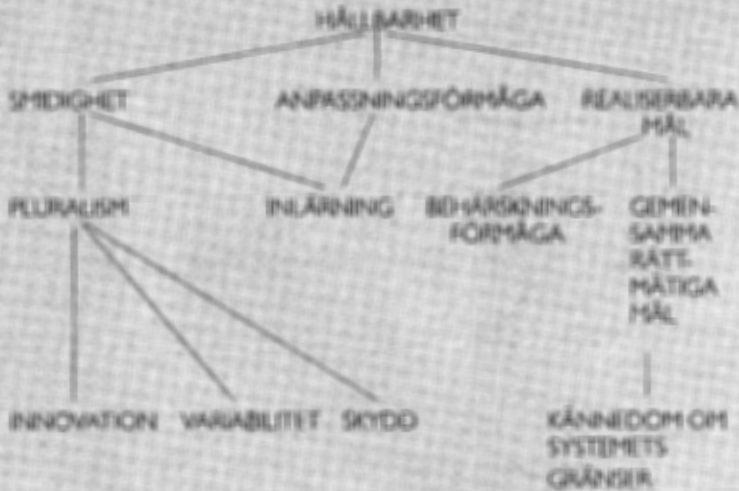 HÅLLBARHET
SMIDIGHET
ANPASSNINGSFÖRMÅGA
REALISERBARA
MÅL
PLURALISM
INLÄRNING
BEHÄRSKNINGS-
FÖRMÅGA
GEMEN-
SAMMA
RÄTT-
MÄTIGA
MÅL
INNOVATION
VARIABILITET
SKYDD
KÄNNEDOM OM
SYSTEMETS
GRÄNSER